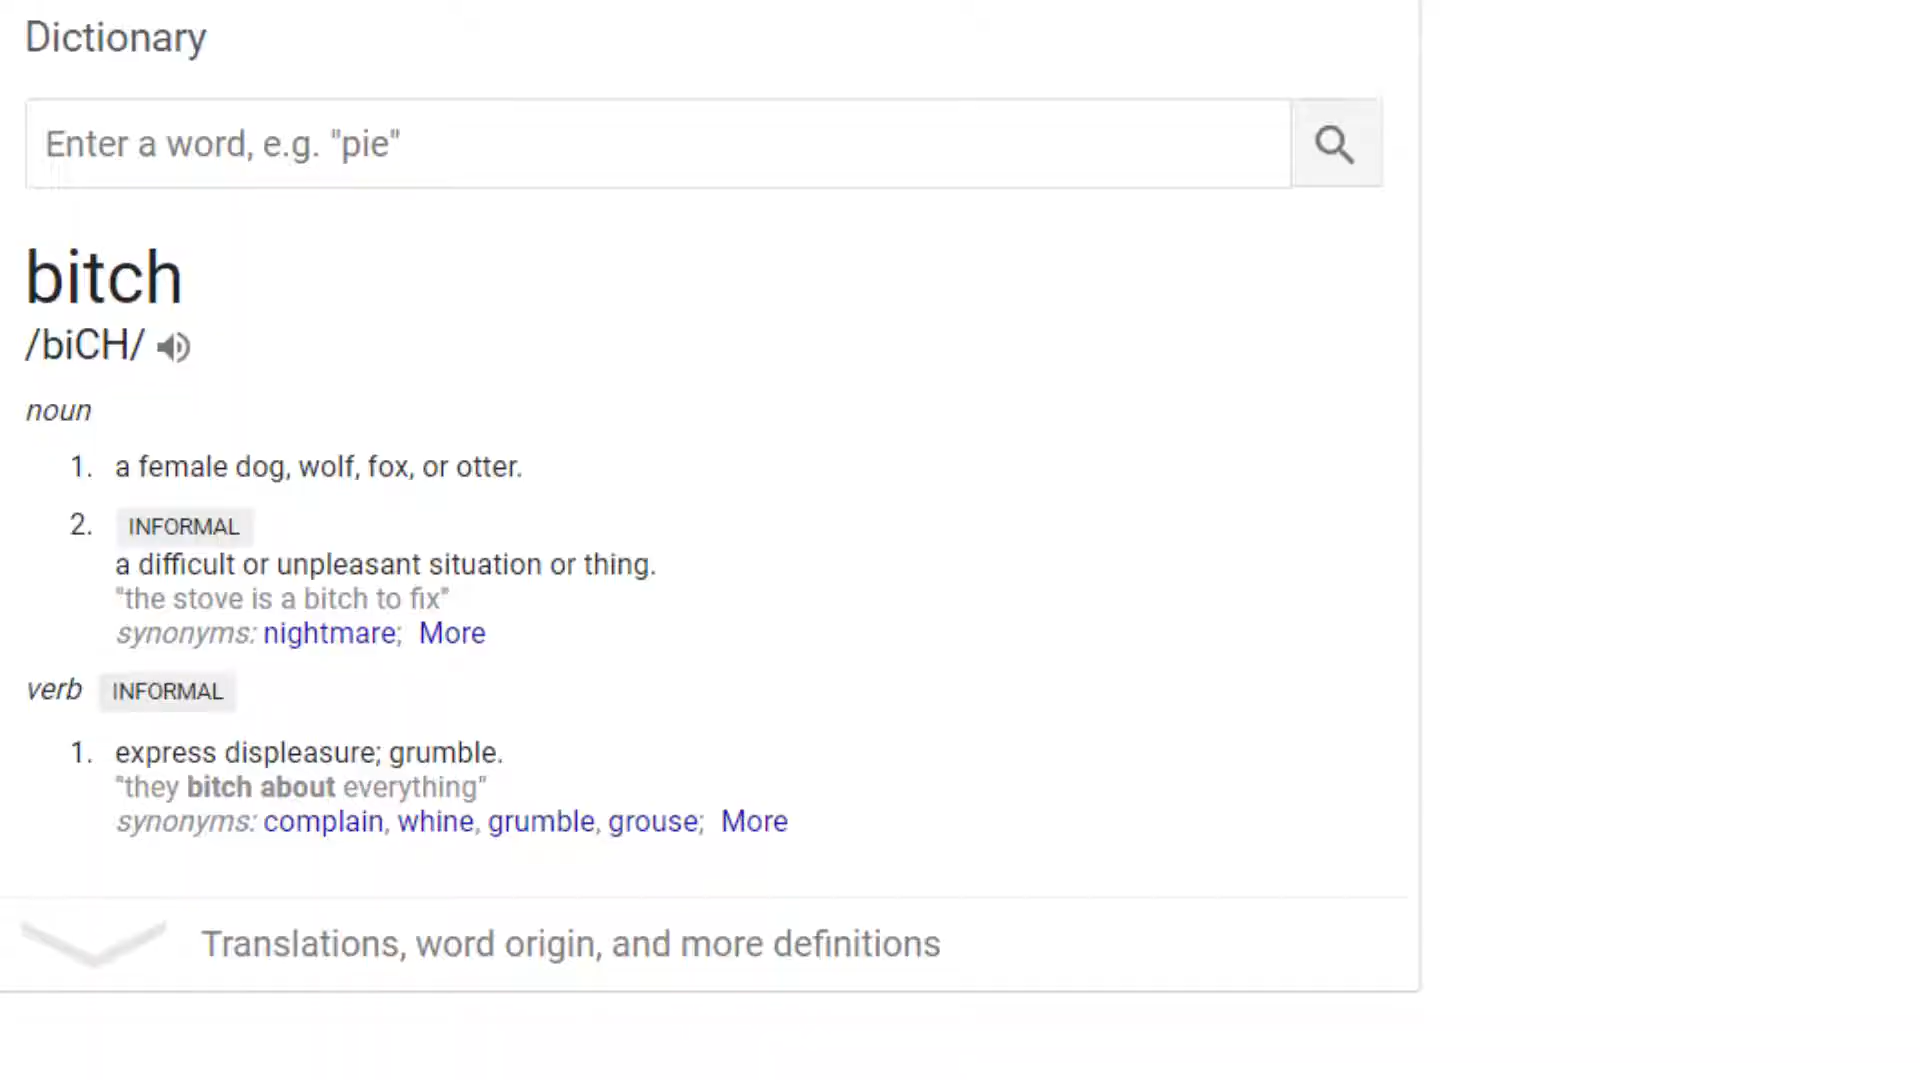 Dictionary
Enter a word, e.g. "pie"
bitch
/biCH/
noun
1. a female dog, wolf, fox, or otter.
2. INFORMAL
a difficult or unpleasant situation or thing.
"the stove is a bitch to fix"
synonyms: nightmare; More
verb INFORMAL
1. express displeasure; grumble.
"they bitch about everything"
synonyms: complain, whine, grumble, grouse; More
Translations, word origin, and more definitions